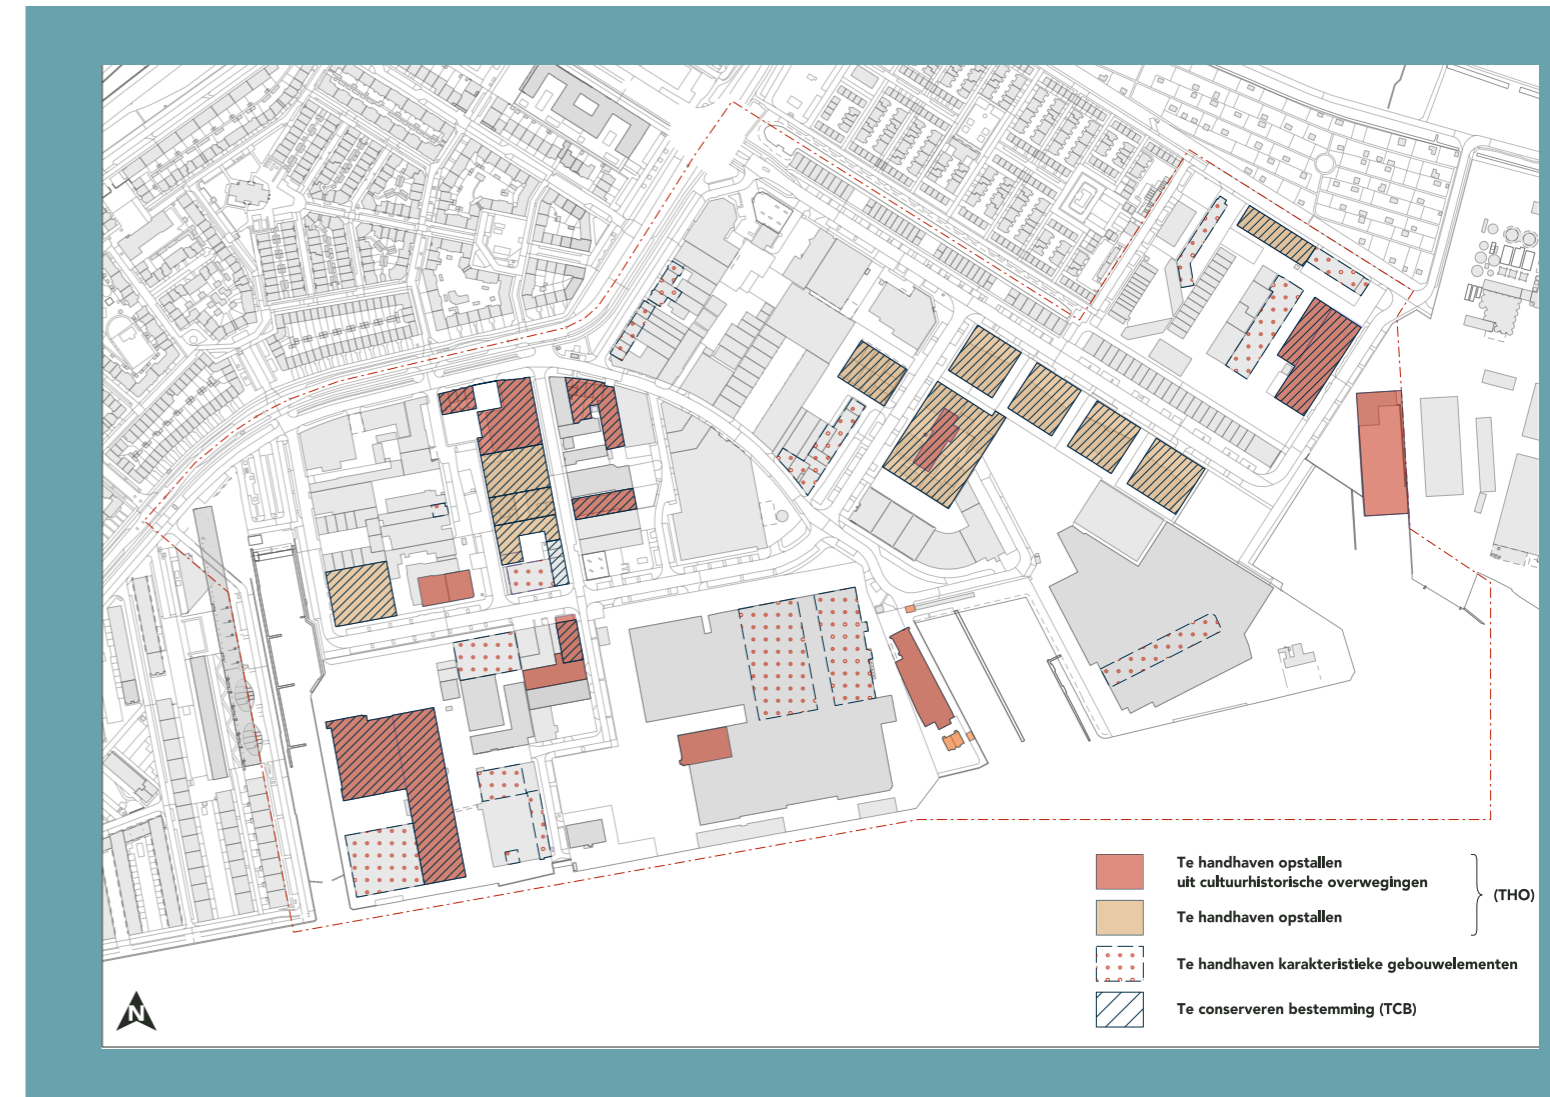 Te handhaven opstallen
uit cultuurhistorische overwegingen
(THO)
Te handhaven opstallen
Te handhaven karakteristieke gebouwelementen
Te conserveren bestemming (TCB)
N